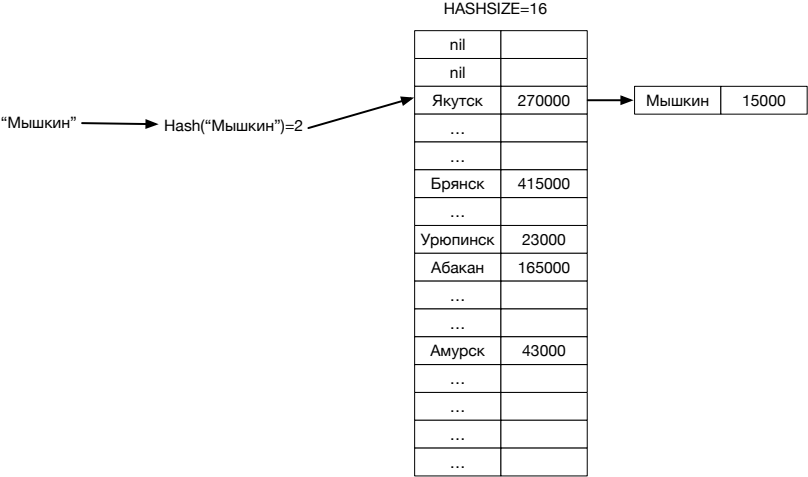 HASHSIZE=16
nil
nil
“Мышкин” Hash(“Мышкин”)=2 Якутск 270000 Мышкин 15000
...
...
Брянск 415000
...
Урюпинск 23000
Абакан 165000
...
...
Амурск 43000
...
...
...
...